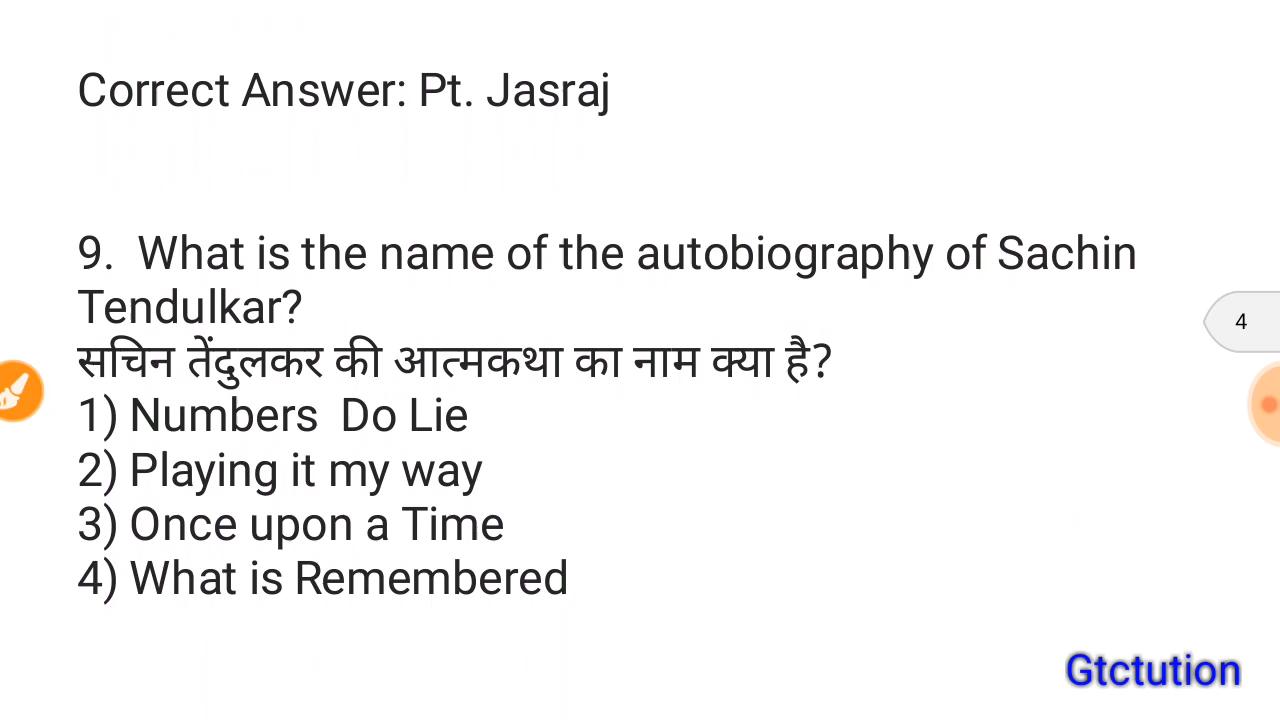 Correct Answer: Pt. Jasraj
9.  What is the name of the autobiography of Sachin
Tendulkar?
सचिन तेंदुलकर की आत्मकथा का नाम क्या है?
1) Numbers  Do Lie
2) Playing it my way
3) Once upon a Time
4) What is Remembered
4
Gtctution